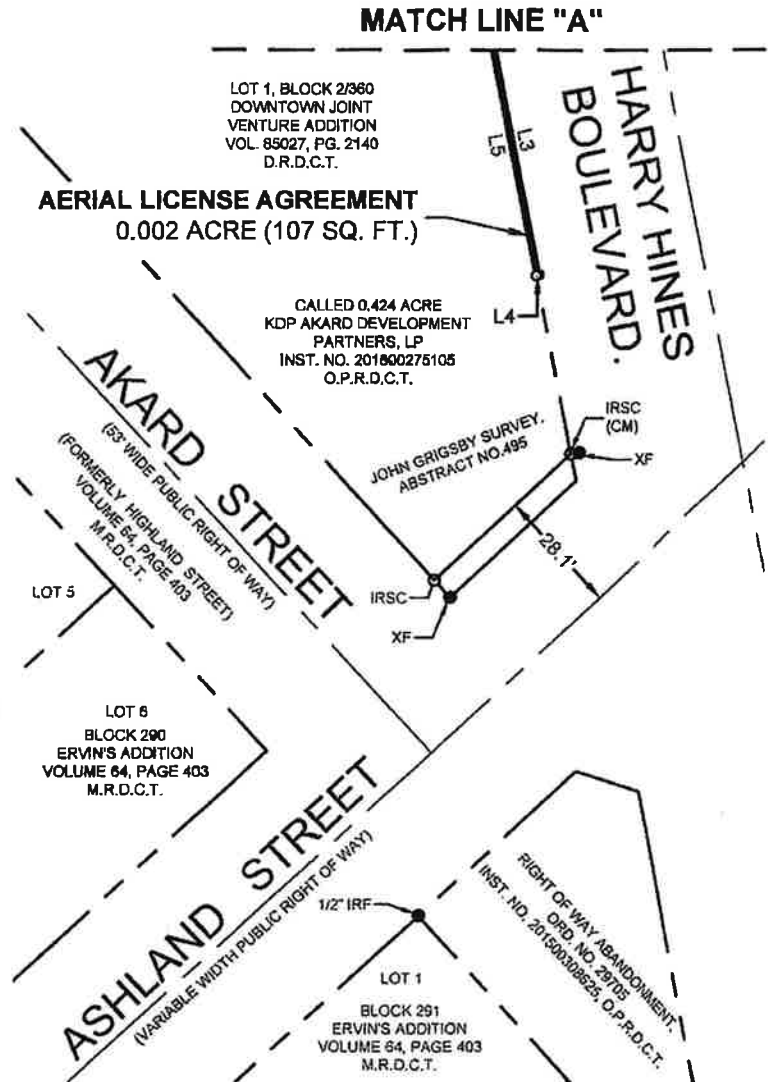 MATCH LINE "A"
LOT 1, BLOCK 2/360
DOWNTOWN JOINT
VENTURE ADDITION
VOL. 85027, PG. 2140
D.R.D.C.T.
L3
L5
HARRY HINES
BOULEVARD.
AERIAL LICENSE AGREEMENT
0.002 ACRE (107 SQ. FT.)
CALLED 0.424 ACRE
KDP AKARD DEVELOPMENT
PARTNERS, LP
INST. NO. 201600275105
O.P.R.D.C.T.
L4
AKARD STREET
(53' WIDE PUBLIC RIGHT OF WAY)
(FORMERLY HIGHLAND STREET)
VOLUME 64, PAGE 403
M.R.D.C.T.
JOHN GRIGSBY SURVEY,
ABSTRACT NO.495
IRSC
(CM)
XF
28.1'
IRSC
XF
LOT 5
LOT 6
BLOCK 290
ERVIN'S ADDITION
VOLUME 64, PAGE 403
M.R.D.C.T.
ASHLAND STREET
(VARIABLE WIDTH PUBLIC RIGHT OF WAY)
1/2" IRF
LOT 1
BLOCK 291
ERVIN'S ADDITION
VOLUME 64, PAGE 403
M.R.D.C.T.
RIGHT OF WAY ABANDONMENT,
ORD. NO. 29705
INST. NO. 201500308625, O.P.R.D.C.T.